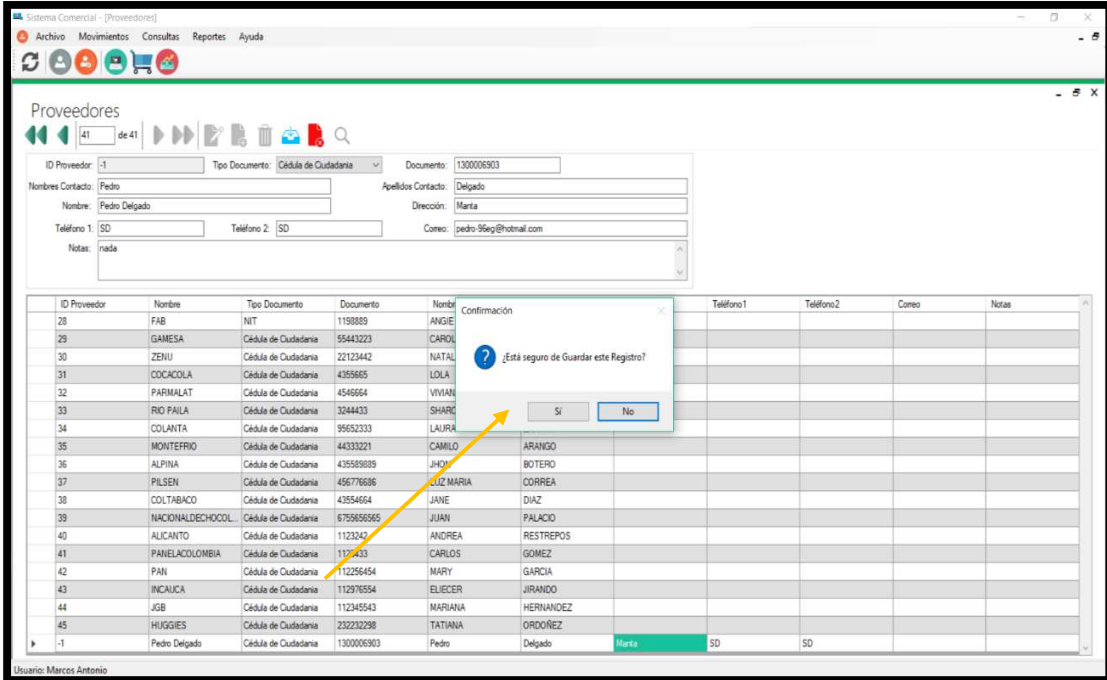 Sistema Comercial - [Proveedores]
Archivo Movimientos Consultas Reportes Ayuda
Proveedores
41 de 41
ID Proveedor: -1 Tipo Documento: Cédula de Ciudadania Documento: 1300006903
Nombres Contacto: Pedro Apellidos Contacto: Delgado
Nombre: Pedro Delgado Dirección: Manta
Teléfono 1: SD Teléfono 2: SD Correo: pedro-96eg@hotmail.com
Notas: nada
ID Proveedor Nombre Tipo Documento Documento Nombr Teléfono1 Teléfono2 Correo Notas
28 FAB NIT 1198889 ANGIE
29 GAMESA Cédula de Ciudadania 55443223 CAROL
30 ZENU Cédula de Ciudadania 22123442 NATAL
31 COCACOLA Cédula de Ciudadania 4355665 LOLA
32 PARMALAT Cédula de Ciudadania 4546664 VIVIAN
33 RIO PAILA Cédula de Ciudadania 3244433 SHARO
34 COLANTA Cédula de Ciudadania 95652333 LAURA
35 MONTEFRIO Cédula de Ciudadania 44333221 CAMILO ARANGO
36 ALPINA Cédula de Ciudadania 435589889 JHON BOTERO
37 PILSEN Cédula de Ciudadania 456776686 LUZ MARIA CORREA
38 COLTABACO Cédula de Ciudadania 43554664 JANE DIAZ
39 NACIONALDECHOCOL... Cédula de Ciudadania 6755656565 JUAN PALACIO
40 ALICANTO Cédula de Ciudadania 1123242 ANDREA RESTREPOS
41 PANELACOLOMBIA Cédula de Ciudadania CARLOS GOMEZ
42 PAN Cédula de Ciudadania 112256454 MARY GARCIA
43 INCAUCA Cédula de Ciudadania 112976554 ELIECER JIRANDO
44 JGB Cédula de Ciudadania 112345543 MARIANA HERNANDEZ
45 HUGGIES Cédula de Ciudadania 232232298 TATIANA ORDOÑEZ
-1 Pedro Delgado Cédula de Ciudadania 1300006903 Pedro Delgado Manta SD SD
Confirmación
¿Está seguro de Guardar este Registro?
Sí No
Usuario: Marcos Antonio